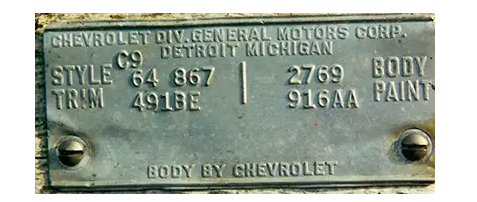 CHEVROLET DIV. GENERAL MOTORS CORP.
DETROIT MICHIGAN
C9
STYLE 64 867 2769 BODY
TRIM 491BE 916AA PAINT
BODY BY CHEVROLET